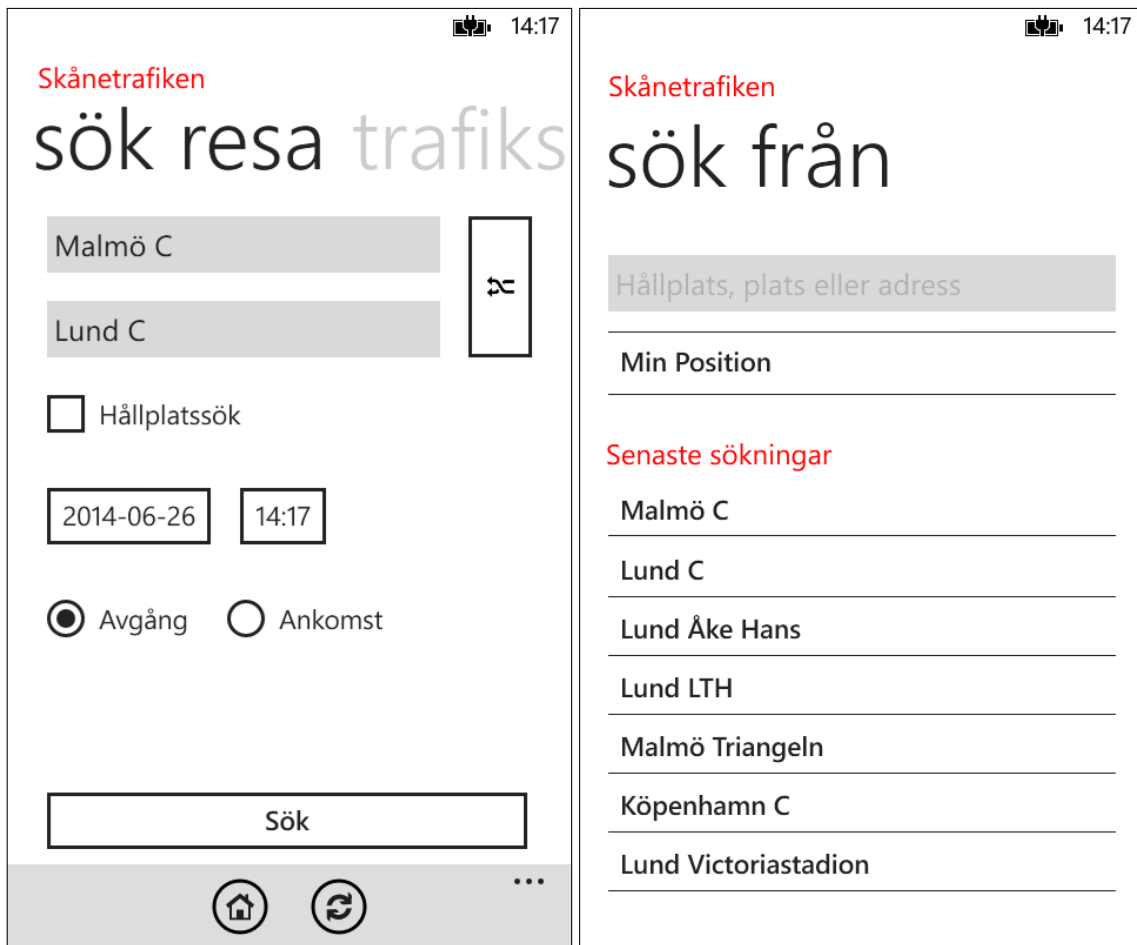 14:17
Skånetrafiken
sök resa trafiks
Malmö C
Lund C
Hållplatssök
2014-06-26 14:17
Avgång Ankomst
Sök
14:17
Skånetrafiken
sök från
Hållplats, plats eller adress
Min Position
Senaste sökningar
Malmö C
Lund C
Lund Åke Hans
Lund LTH
Malmö Triangeln
Köpenhamn C
Lund Victoriastadion